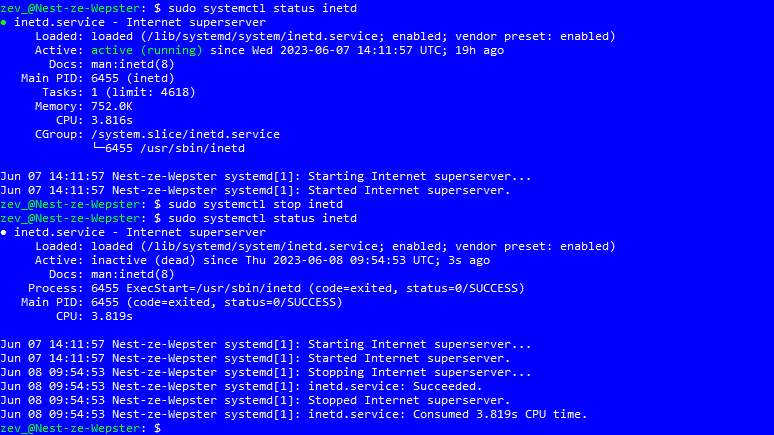 zev_@Nest-ze-Wepster: $ sudo systemctl status inetd
● inetd.service - Internet superserver
     Loaded: loaded (/lib/systemd/system/inetd.service; enabled; vendor preset: enabled)
     Active: active (running) since Wed 2023-06-07 14:11:57 UTC; 19h ago
       Docs: man:inetd(8)
   Main PID: 6455 (inetd)
      Tasks: 1 (limit: 4618)
     Memory: 752.0K
        CPU: 3.816s
     CGroup: /system.slice/inetd.service
             └─6455 /usr/sbin/inetd

Jun 07 14:11:57 Nest-ze-Wepster systemd[1]: Starting Internet superserver...
Jun 07 14:11:57 Nest-ze-Wepster systemd[1]: Started Internet superserver.
zev_@Nest-ze-Wepster: $ sudo systemctl stop inetd
zev_@Nest-ze-Wepster: $ sudo systemctl status inetd
● inetd.service - Internet superserver
     Loaded: loaded (/lib/systemd/system/inetd.service; enabled; vendor preset: enabled)
     Active: inactive (dead) since Thu 2023-06-08 09:54:53 UTC; 3s ago
       Docs: man:inetd(8)
    Process: 6455 ExecStart=/usr/sbin/inetd (code=exited, status=0/SUCCESS)
   Main PID: 6455 (code=exited, status=0/SUCCESS)
        CPU: 3.819s

Jun 07 14:11:57 Nest-ze-Wepster systemd[1]: Starting Internet superserver...
Jun 07 14:11:57 Nest-ze-Wepster systemd[1]: Started Internet superserver.
Jun 08 09:54:53 Nest-ze-Wepster systemd[1]: Stopping Internet superserver...
Jun 08 09:54:53 Nest-ze-Wepster systemd[1]: inetd.service: Succeeded.
Jun 08 09:54:53 Nest-ze-Wepster systemd[1]: Stopped Internet superserver.
Jun 08 09:54:53 Nest-ze-Wepster systemd[1]: inetd.service: Consumed 3.819s CPU time.
zev_@Nest-ze-Wepster: $